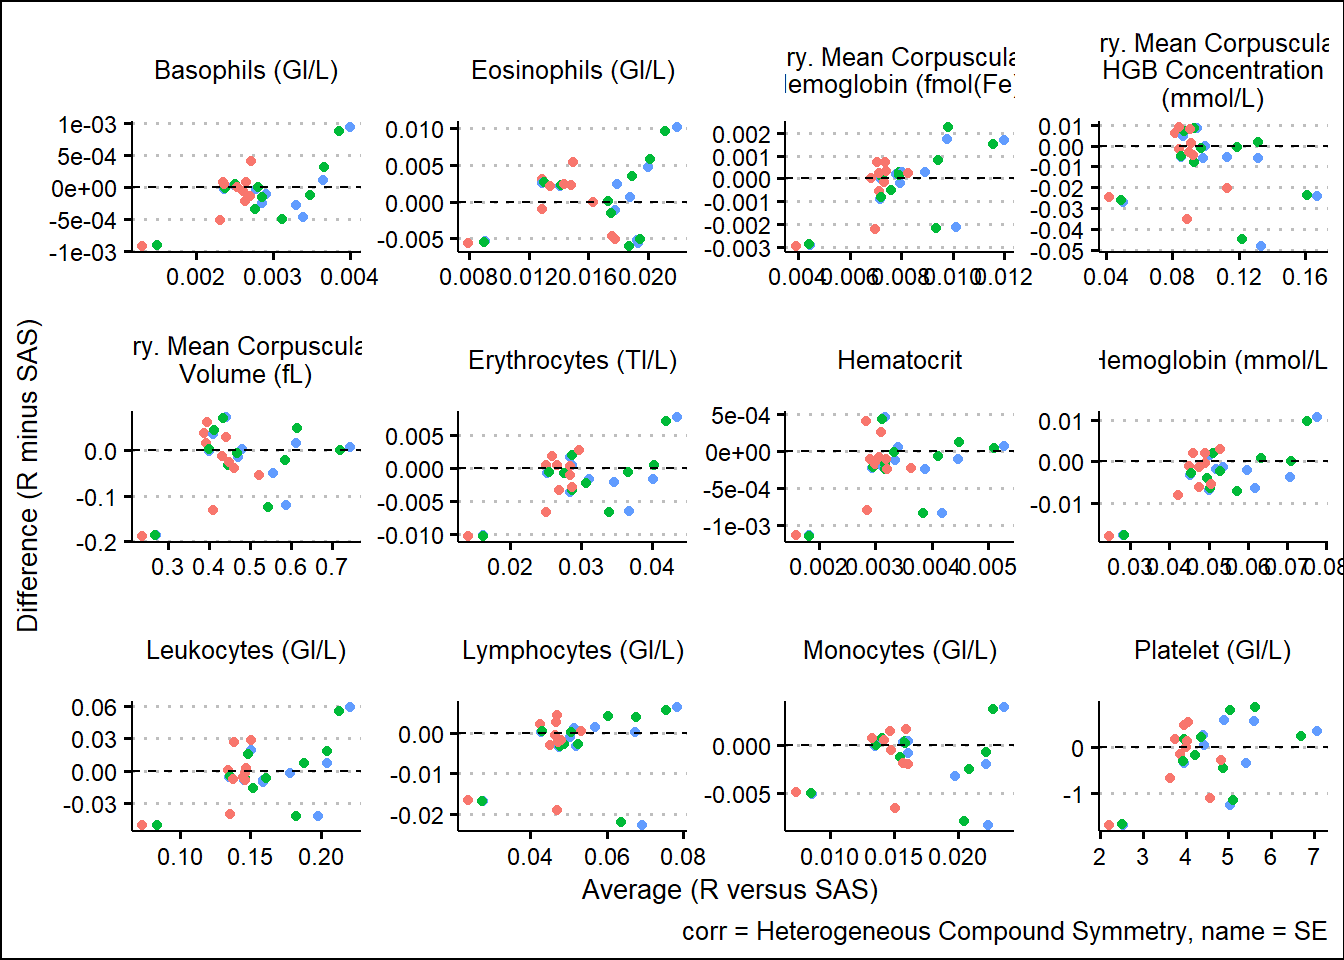 Basophils (GI/L)
1e-03
5e-04
0e+00
-5e-04
-1e-03
0.002 0.003 0.004
Eosinophils (GI/L)
0.010
0.005
0.000
-0.005
0.008 0.012 0.016 0.020
ry. Mean Corpuscula
lemoglobin (fmol(Fe)
0.002
0.001
0.000
-0.001
-0.002
-0.003
0.004 0.006 0.008 0.010 0.012
ry. Mean Corpuscula
HGB Concentration
(mmol/L)
0.01
0.00
-0.01
-0.02
-0.03
-0.04
-0.05
0.04 0.08 0.12 0.16
Difference (R minus SAS)
ry. Mean Corpuscula
Volume (fL)
0.0
-0.1
-0.2
0.3 0.4 0.5 0.6 0.7
Erythrocytes (TI/L)
0.005
0.000
-0.005
-0.010
0.02 0.03 0.04
Hematocrit
5e-04
0e+00
-5e-04
-1e-03
0.002 0.003 0.004 0.005
Hemoglobin (mmol/L
0.01
0.00
-0.01
0.03 0.04 0.05 0.06 0.07 0.08
Leukocytes (GI/L)
0.06
0.03
0.00
-0.03
0.10 0.15 0.20
Lymphocytes (GI/L)
0.00
-0.01
-0.02
0.04 0.06 0.08
Monocytes (GI/L)
0.000
-0.005
0.010 0.015 0.020
Platelet (GI/L)
0
-1
2 3 4 5 6 7
Average (R versus SAS)
corr = Heterogeneous Compound Symmetry, name = SE